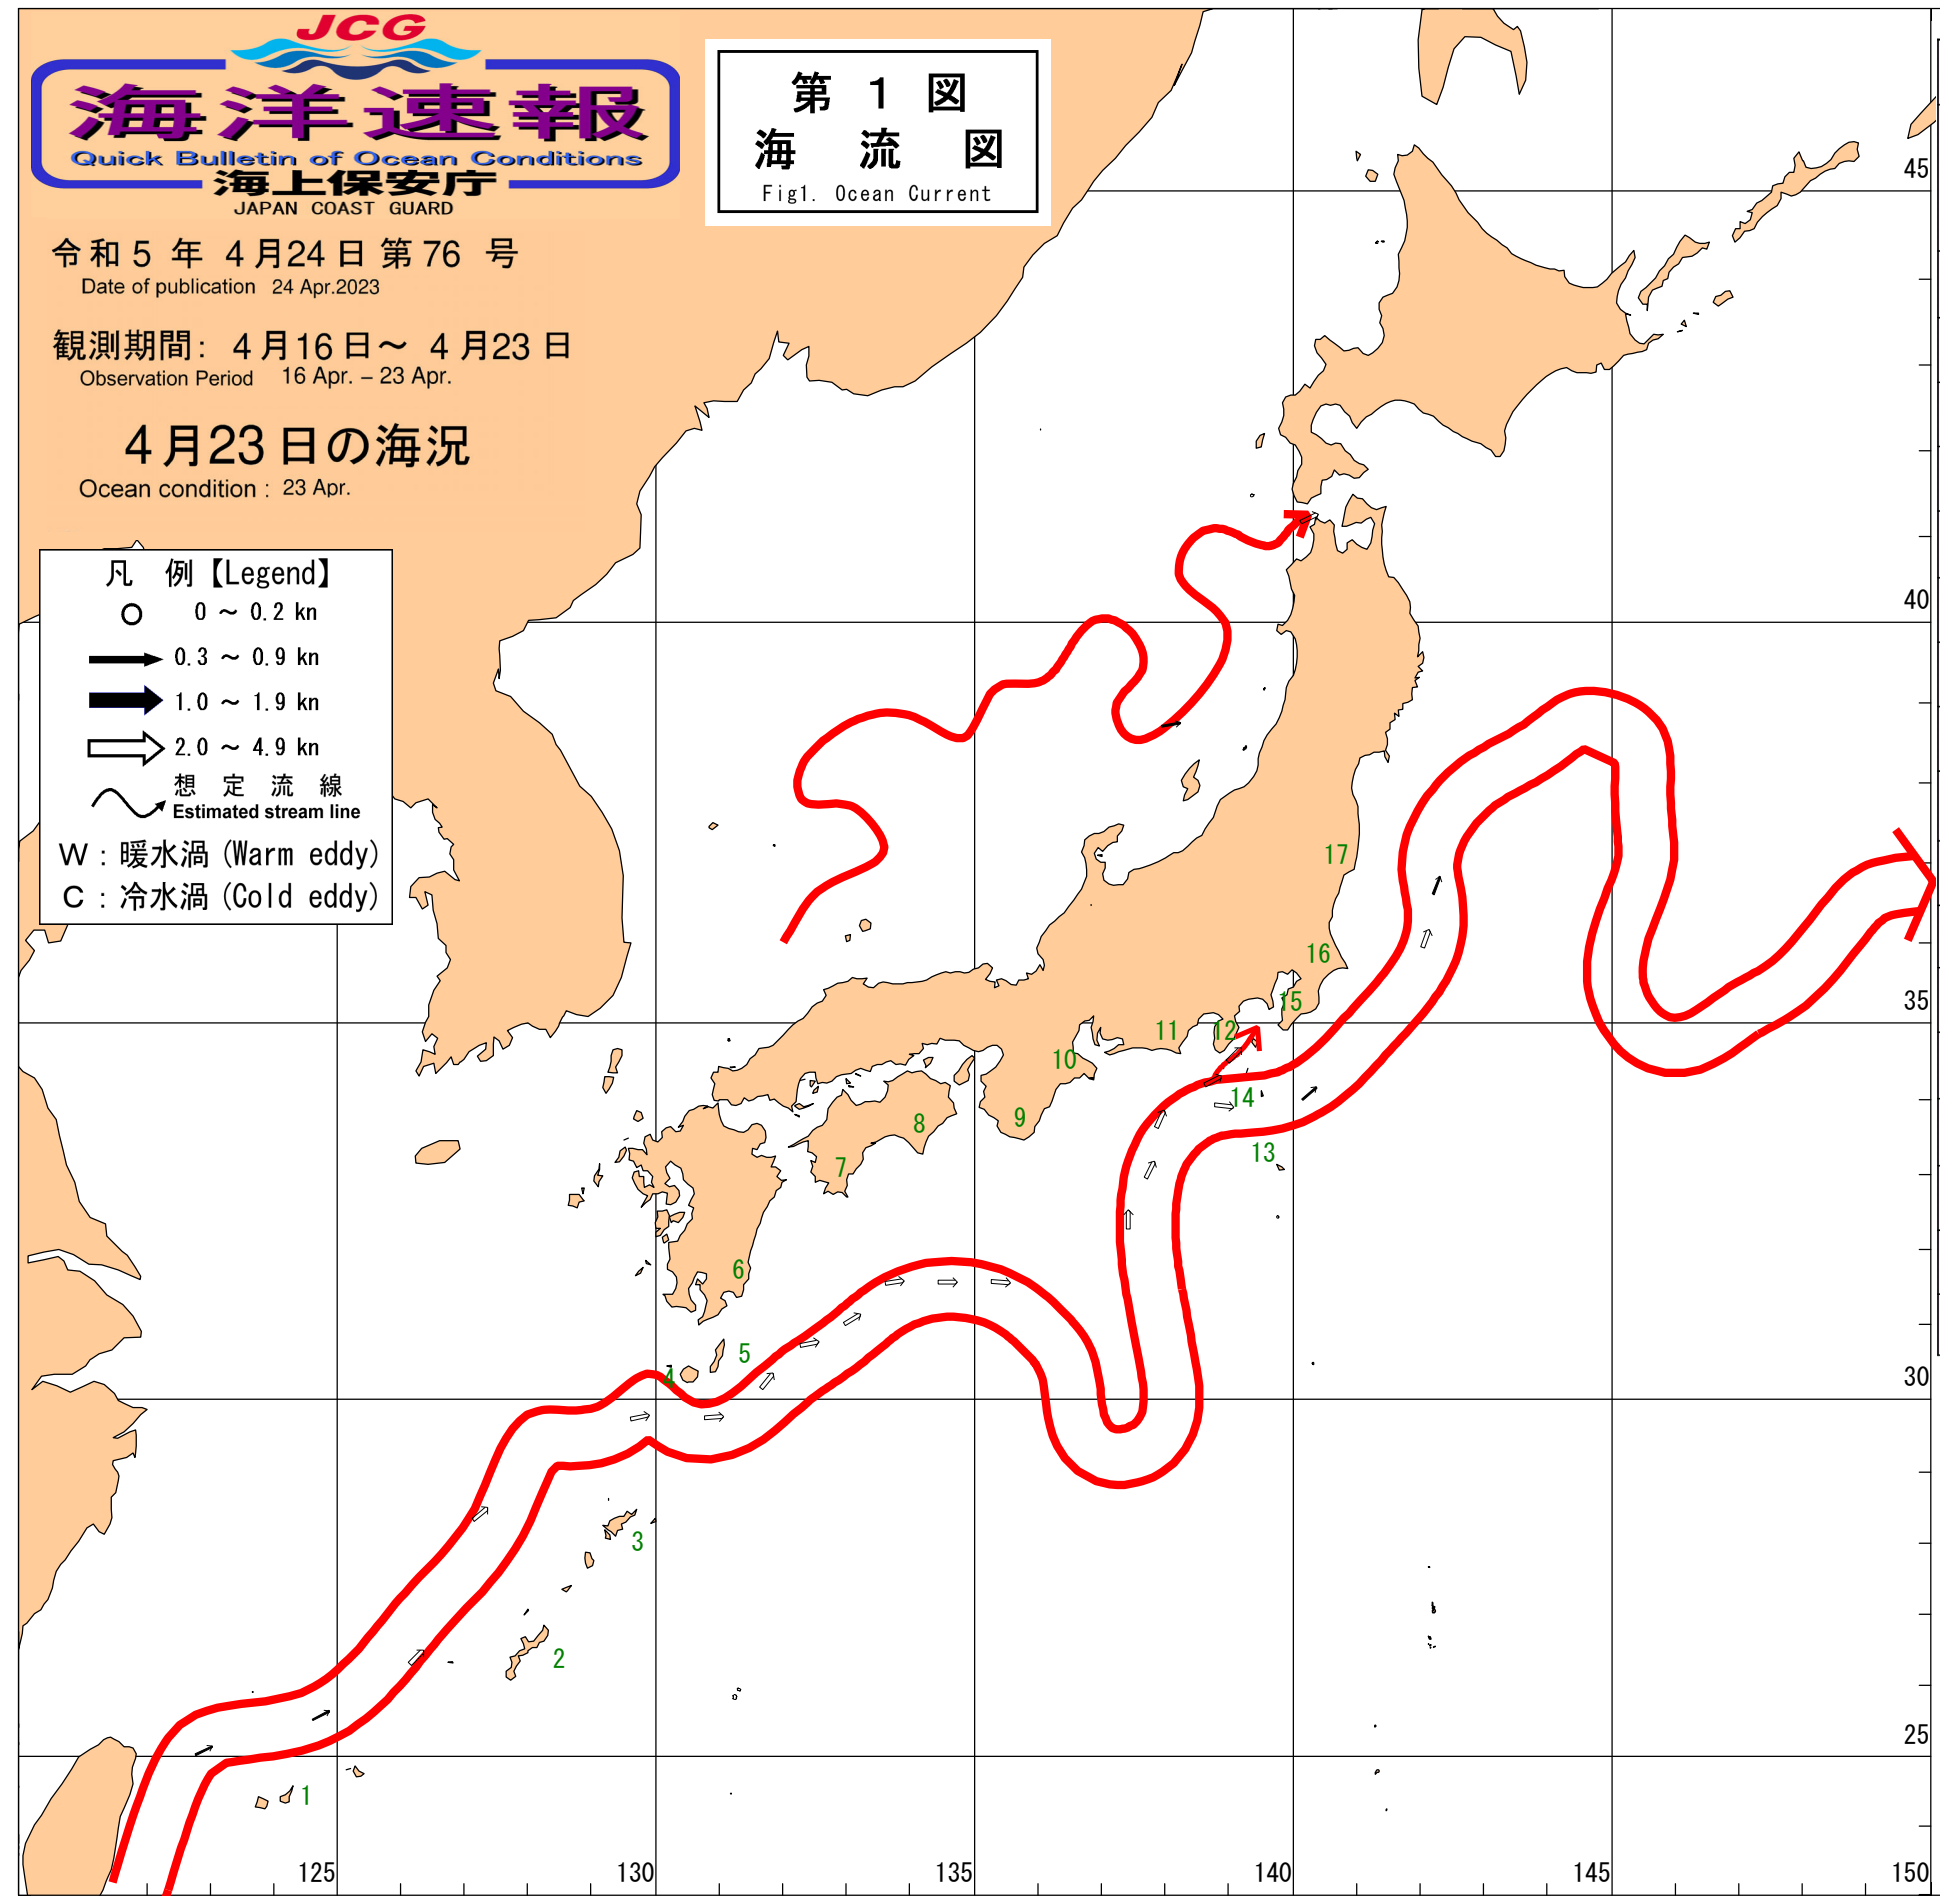 JCG
海洋速報
Quick Bulletin of Ocean Conditions
海上保安庁
JAPAN COAST GUARD
第 1 図
海 流 図
Fig1. Ocean Current
令和 5 年 4月24日 第76 号
Date of publication 24 Apr.2023
観測期間: 4月16日～ 4月23日
Observation Period 16 Apr. – 23 Apr.
4月23日の海況
Ocean condition : 23 Apr.
凡 例【Legend】
0 ～ 0.2 kn
0.3 ～ 0.9 kn
1.0 ～ 1.9 kn
2.0 ～ 4.9 kn
想 定 流 線
Estimated stream line
W : 暖水渦 (Warm eddy)
C : 冷水渦 (Cold eddy)
45
40
17
16
35
15
12
11
10
14
9
8
13
7
6
5
4
30
3
2
25
1
125
130
135
140
145
150